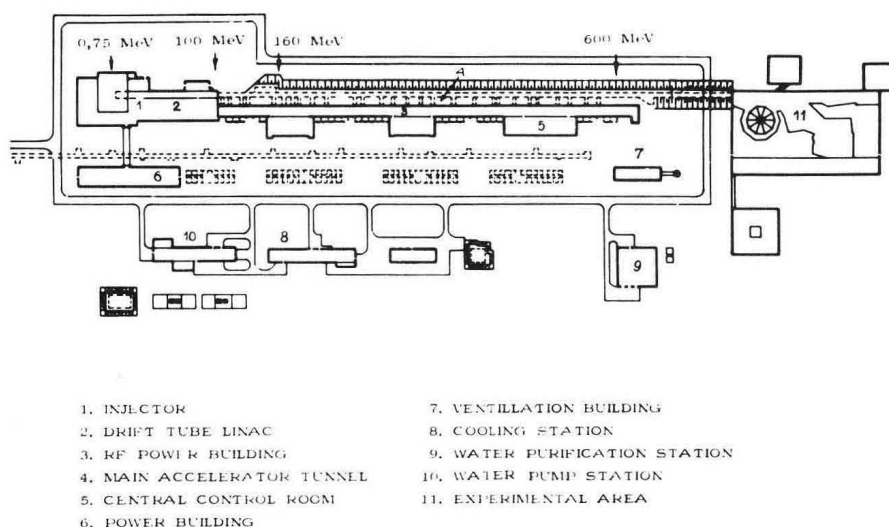 0,75 MeV 100 MeV 160 MeV 600 MeV
4
1 2 3 5 11
6 7
10 8 9
1. INJECTOR
2. DRIFT TUBE LINAC
3. RF POWER BUILDING
4. MAIN ACCELERATOR TUNNEL
5. CENTRAL CONTROL ROOM
6. POWER BUILDING
7. VENTILLATION BUILDING
8. COOLING STATION
9. WATER PURIFICATION STATION
10. WATER PUMP STATION
11. EXPERIMENTAL AREA